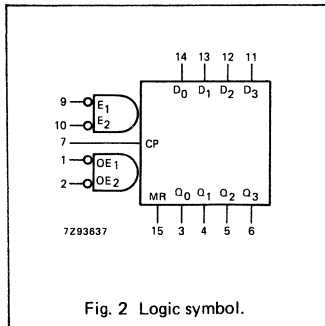 14 13 12 11
D0 D1 D2 D3
9 E1
10 E2
7 CP
1 OE1
2 OE2
MR Q0 Q1 Q2 Q3
7Z93637 15 3 4 5 6
Fig. 2 Logic symbol.